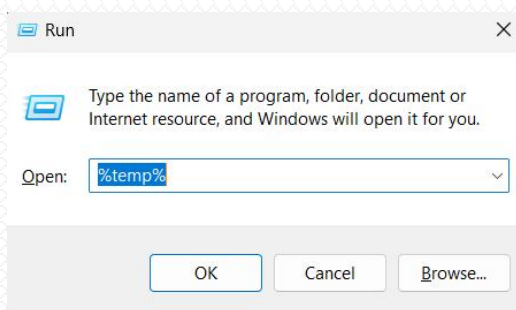 Run
Type the name of a program, folder, document or
Internet resource, and Windows will open it for you.
Open: %temp%
OK Cancel Browse...